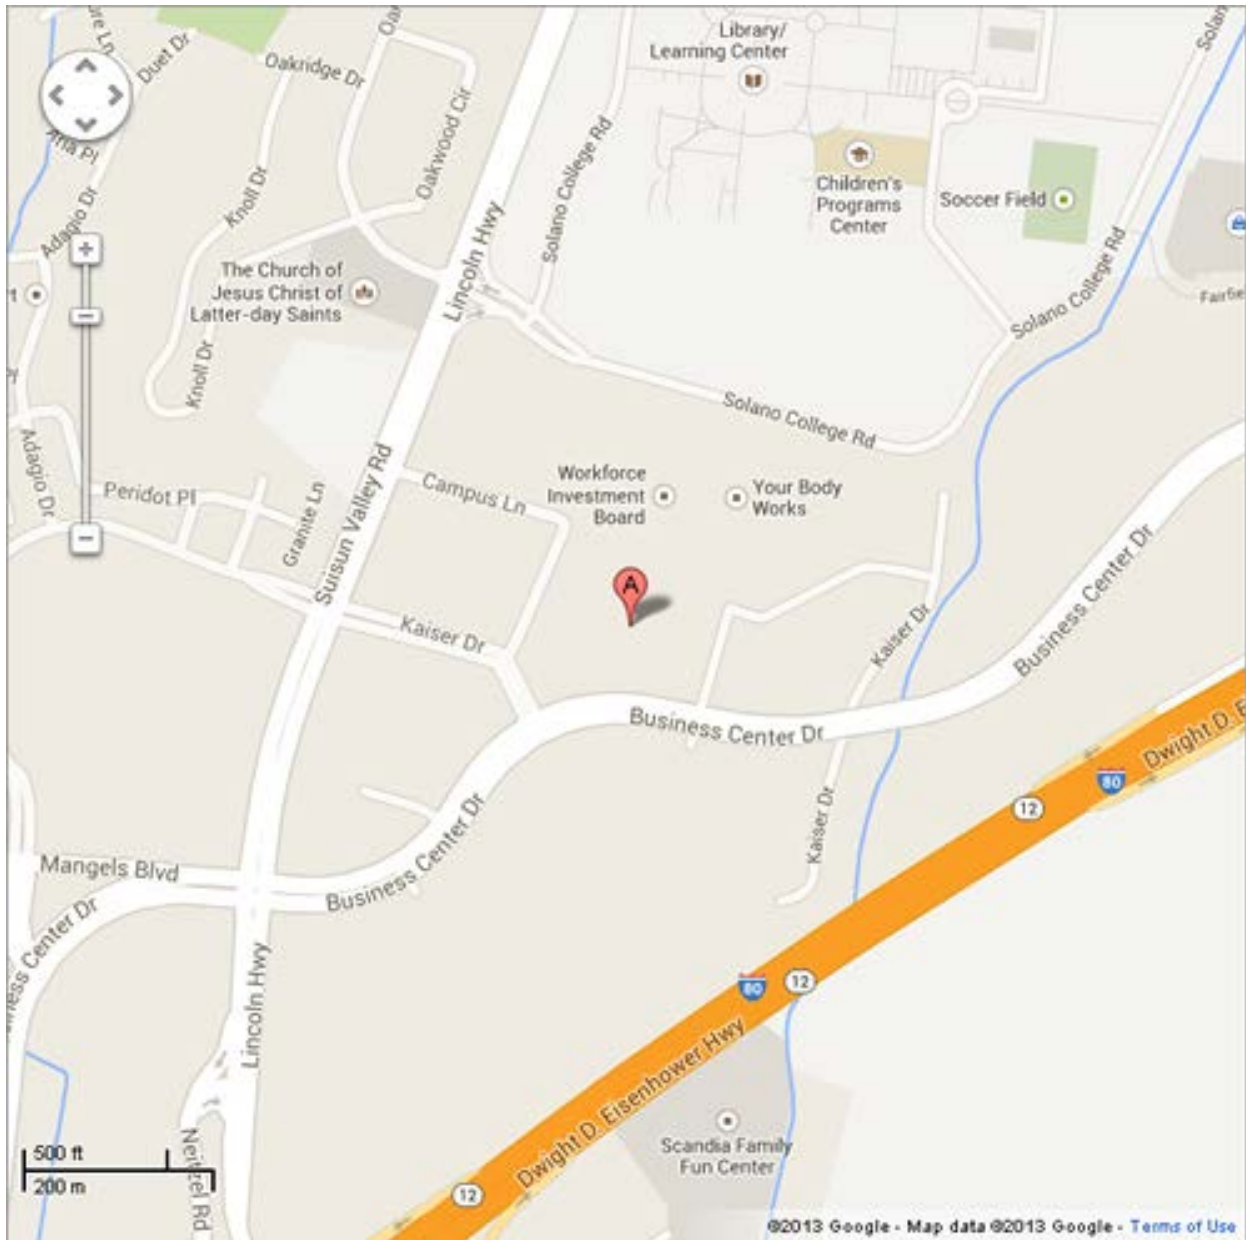 Library/
Learning Center
Solano
Duet Dr
Oakridge Dr
Oakwood Cir
Aria Pl
Adagio Dr
Knoll Dr
Lincoln Hwy
Solano College Rd
Children's
Programs
Center
Soccer Field
Solano College Rd
The Church of
Jesus Christ of
Latter-day Saints
Knoll Dr
Solano College Rd
Adagio Dr
Peridot Pl
Granite Ln
Suisun Valley Rd
Campus Ln
Workforce
Investment
Board
Your Body
Works
A
Kaiser Dr
Kaiser Dr
Business Center Dr
Business Center Dr
Dwight D. E
80
12
Kaiser Dr
Mangels Blvd
Business Center Dr
Lincoln Hwy
80
12
Dwight D. Eisenhower Hwy
Scandia Family
Fun Center
500 ft
200 m
Neitzel Rd
12
©2013 Google - Map data ©2013 Google - Terms of Use